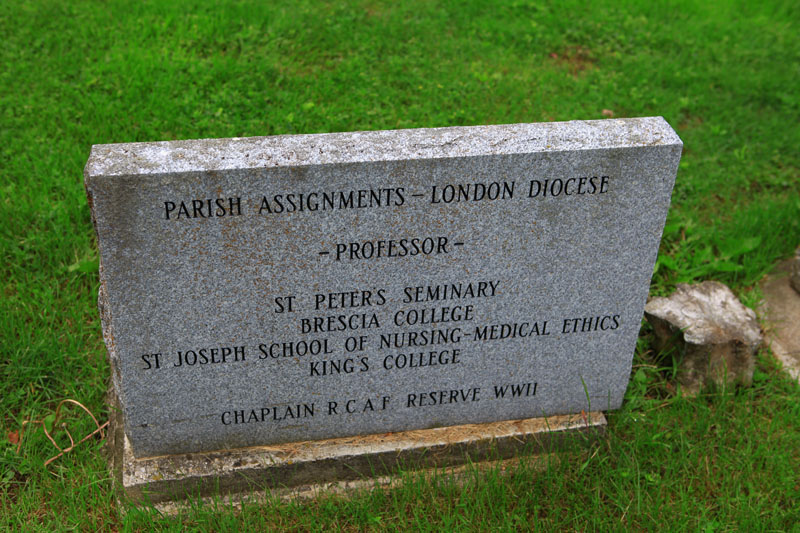 PARISH ASSIGNMENTS – LONDON DIOCESE
– PROFESSOR –
ST PETER'S SEMINARY
BRESCIA COLLEGE
ST JOSEPH SCHOOL OF NURSING-MEDICAL ETHICS
KING'S COLLEGE
CHAPLAIN R C A F RESERVE WWII